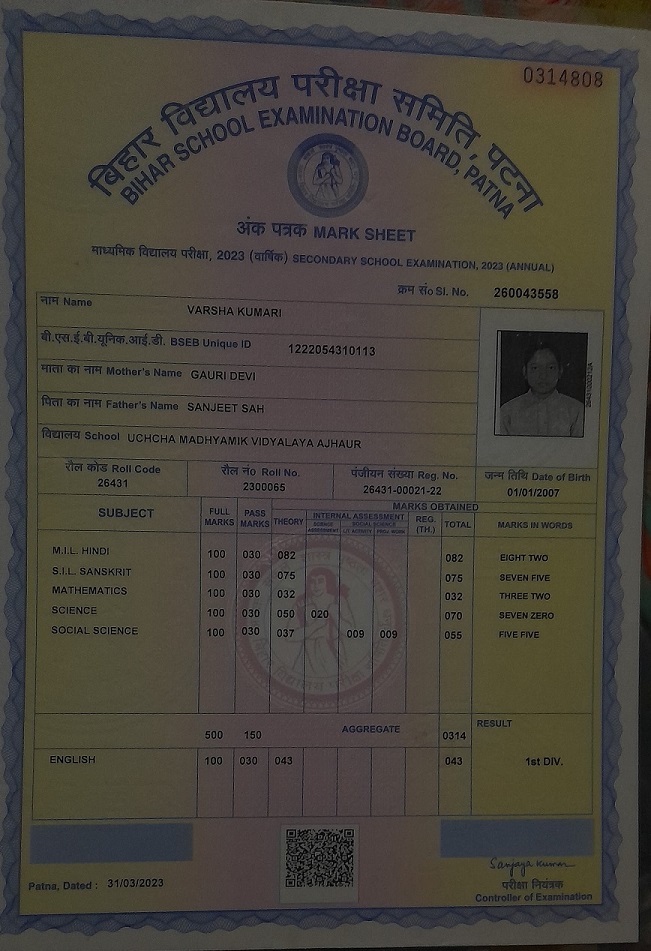 0314808
बिहार विद्यालय परीक्षा समिति, पटना
BIHAR SCHOOL EXAMINATION BOARD, PATNA
अंक पत्रक MARK SHEET
माध्यमिक विद्यालय परीक्षा, 2023 (वार्षिक) SECONDARY SCHOOL EXAMINATION, 2023 (ANNUAL)
क्रम सं० Sl. No. 260043558
नाम Name VARSHA KUMARI
बी.एस.ई.बी.यूनिक.आई.डी. BSEB Unique ID 1222054310113
माता का नाम Mother's Name GAURI DEVI
पिता का नाम Father's Name SANJEET SAH
विद्यालय School UCHCHA MADHYAMIK VIDYALAYA AJHAUR
रौल कोड Roll Code रौल नं० Roll No. पंजीयन संख्या Reg. No. जन्म तिथि Date of Birth
26431 2300065 26431-00021-22 01/01/2007
SUBJECT FULL MARKS PASS MARKS MARKS OBTAINED
THEORY INTERNAL ASSESSMENT REG. (TH.) TOTAL MARKS IN WORDS
SOCIAL SCIENCE
M.I.L. HINDI 100 030 082 082 EIGHT TWO
S.I.L. SANSKRIT 100 030 075 075 SEVEN FIVE
MATHEMATICS 100 030 032 032 THREE TWO
SCIENCE 100 030 050 020 070 SEVEN ZERO
SOCIAL SCIENCE 100 030 037 009 009 055 FIVE FIVE
500 150 AGGREGATE 0314 RESULT
ENGLISH 100 030 043 043 1st DIV.
Patna, Dated : 31/03/2023
Sanjaya Kumar
परीक्षा नियंत्रक
Controller of Examination